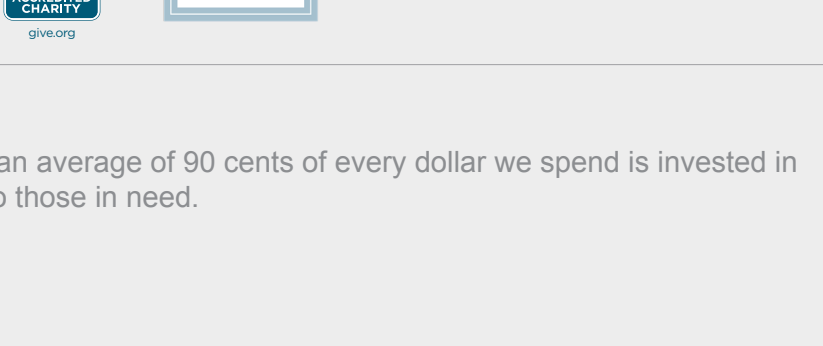 CHARITY
give.org
an average of 90 cents of every dollar we spend is invested in
those in need.